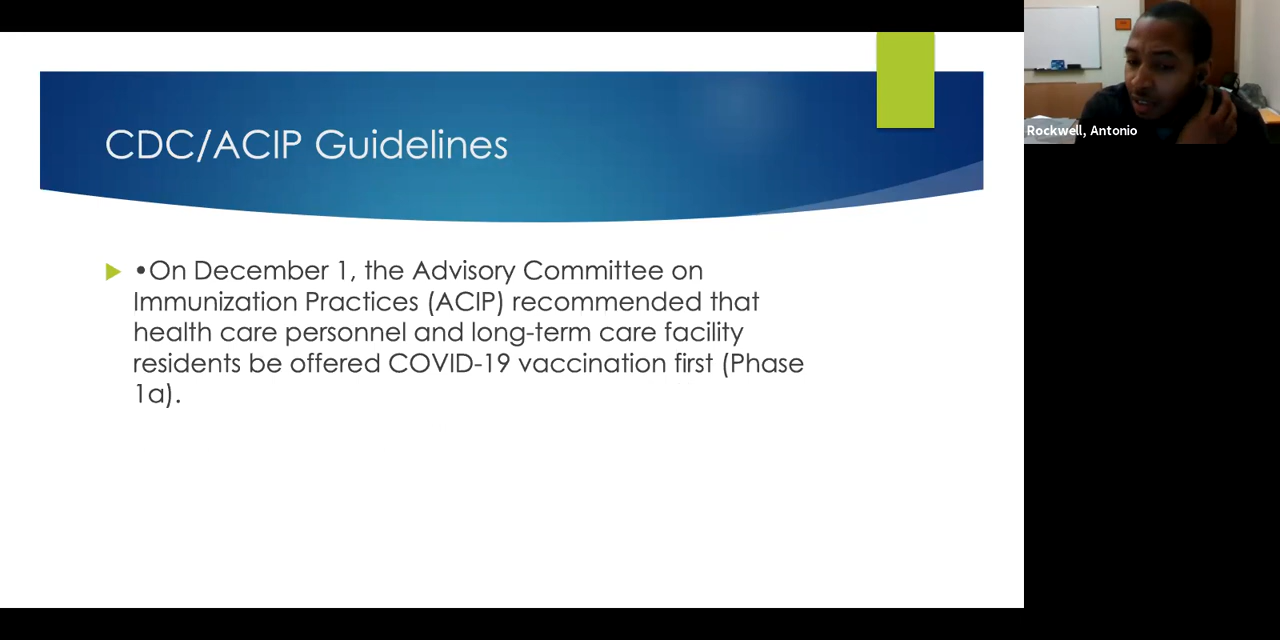 CDC/ACIP Guidelines
•On December 1, the Advisory Committee on
Immunization Practices (ACIP) recommended that
health care personnel and long-term care facility
residents be offered COVID-19 vaccination first (Phase
1a).
Rockwell, Antonio